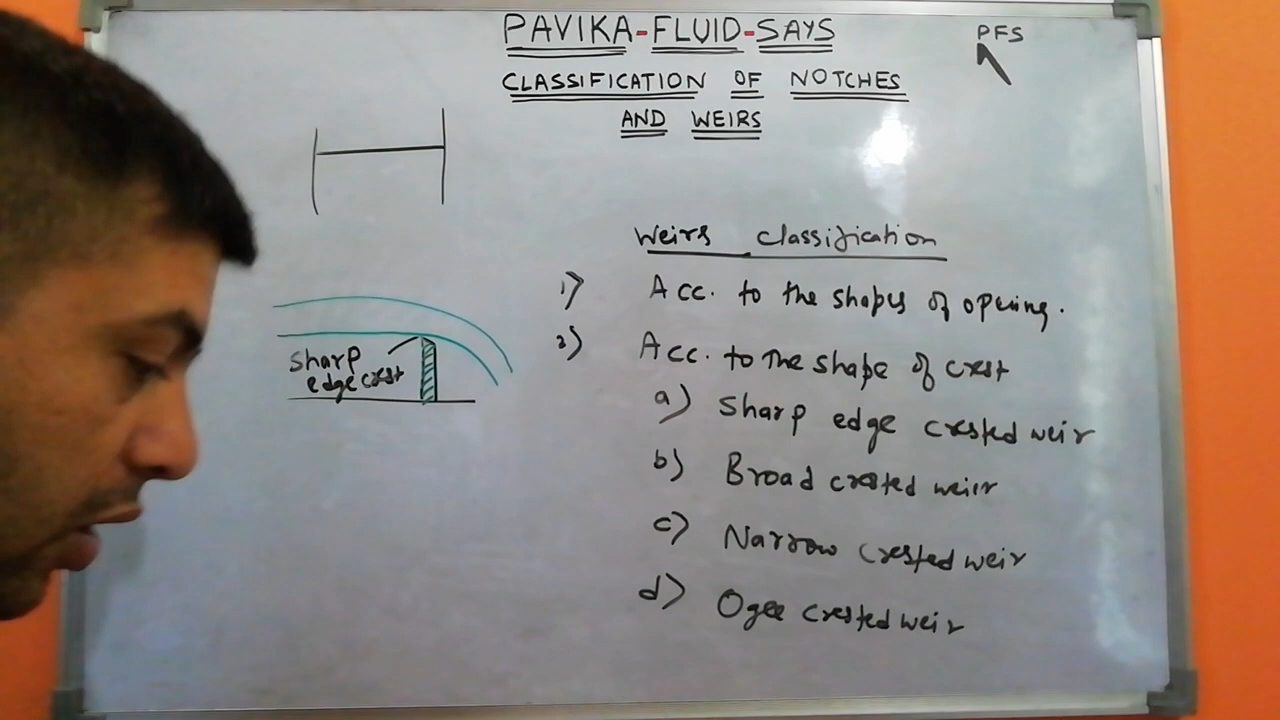 PAVIKA-FLUID-SAYS
PFS
CLASSIFICATION OF NOTCHES
AND WEIRS
Weirs classification
1) Acc. to the shapes of opening.
2) Acc. to the shape of crest
a) Sharp edge crested weir
b) Broad crested weir
c) Narrow crested weir
d) Ogee crested weir
Sharp
edge crest